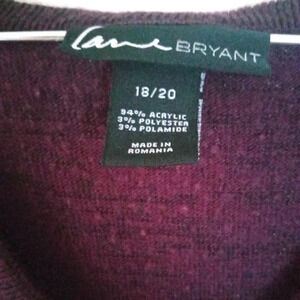 Lane BRYANT
18/20
94% ACRYLIC
3% POLYESTER
3% POLAMIDE
MADE IN
ROMANIA